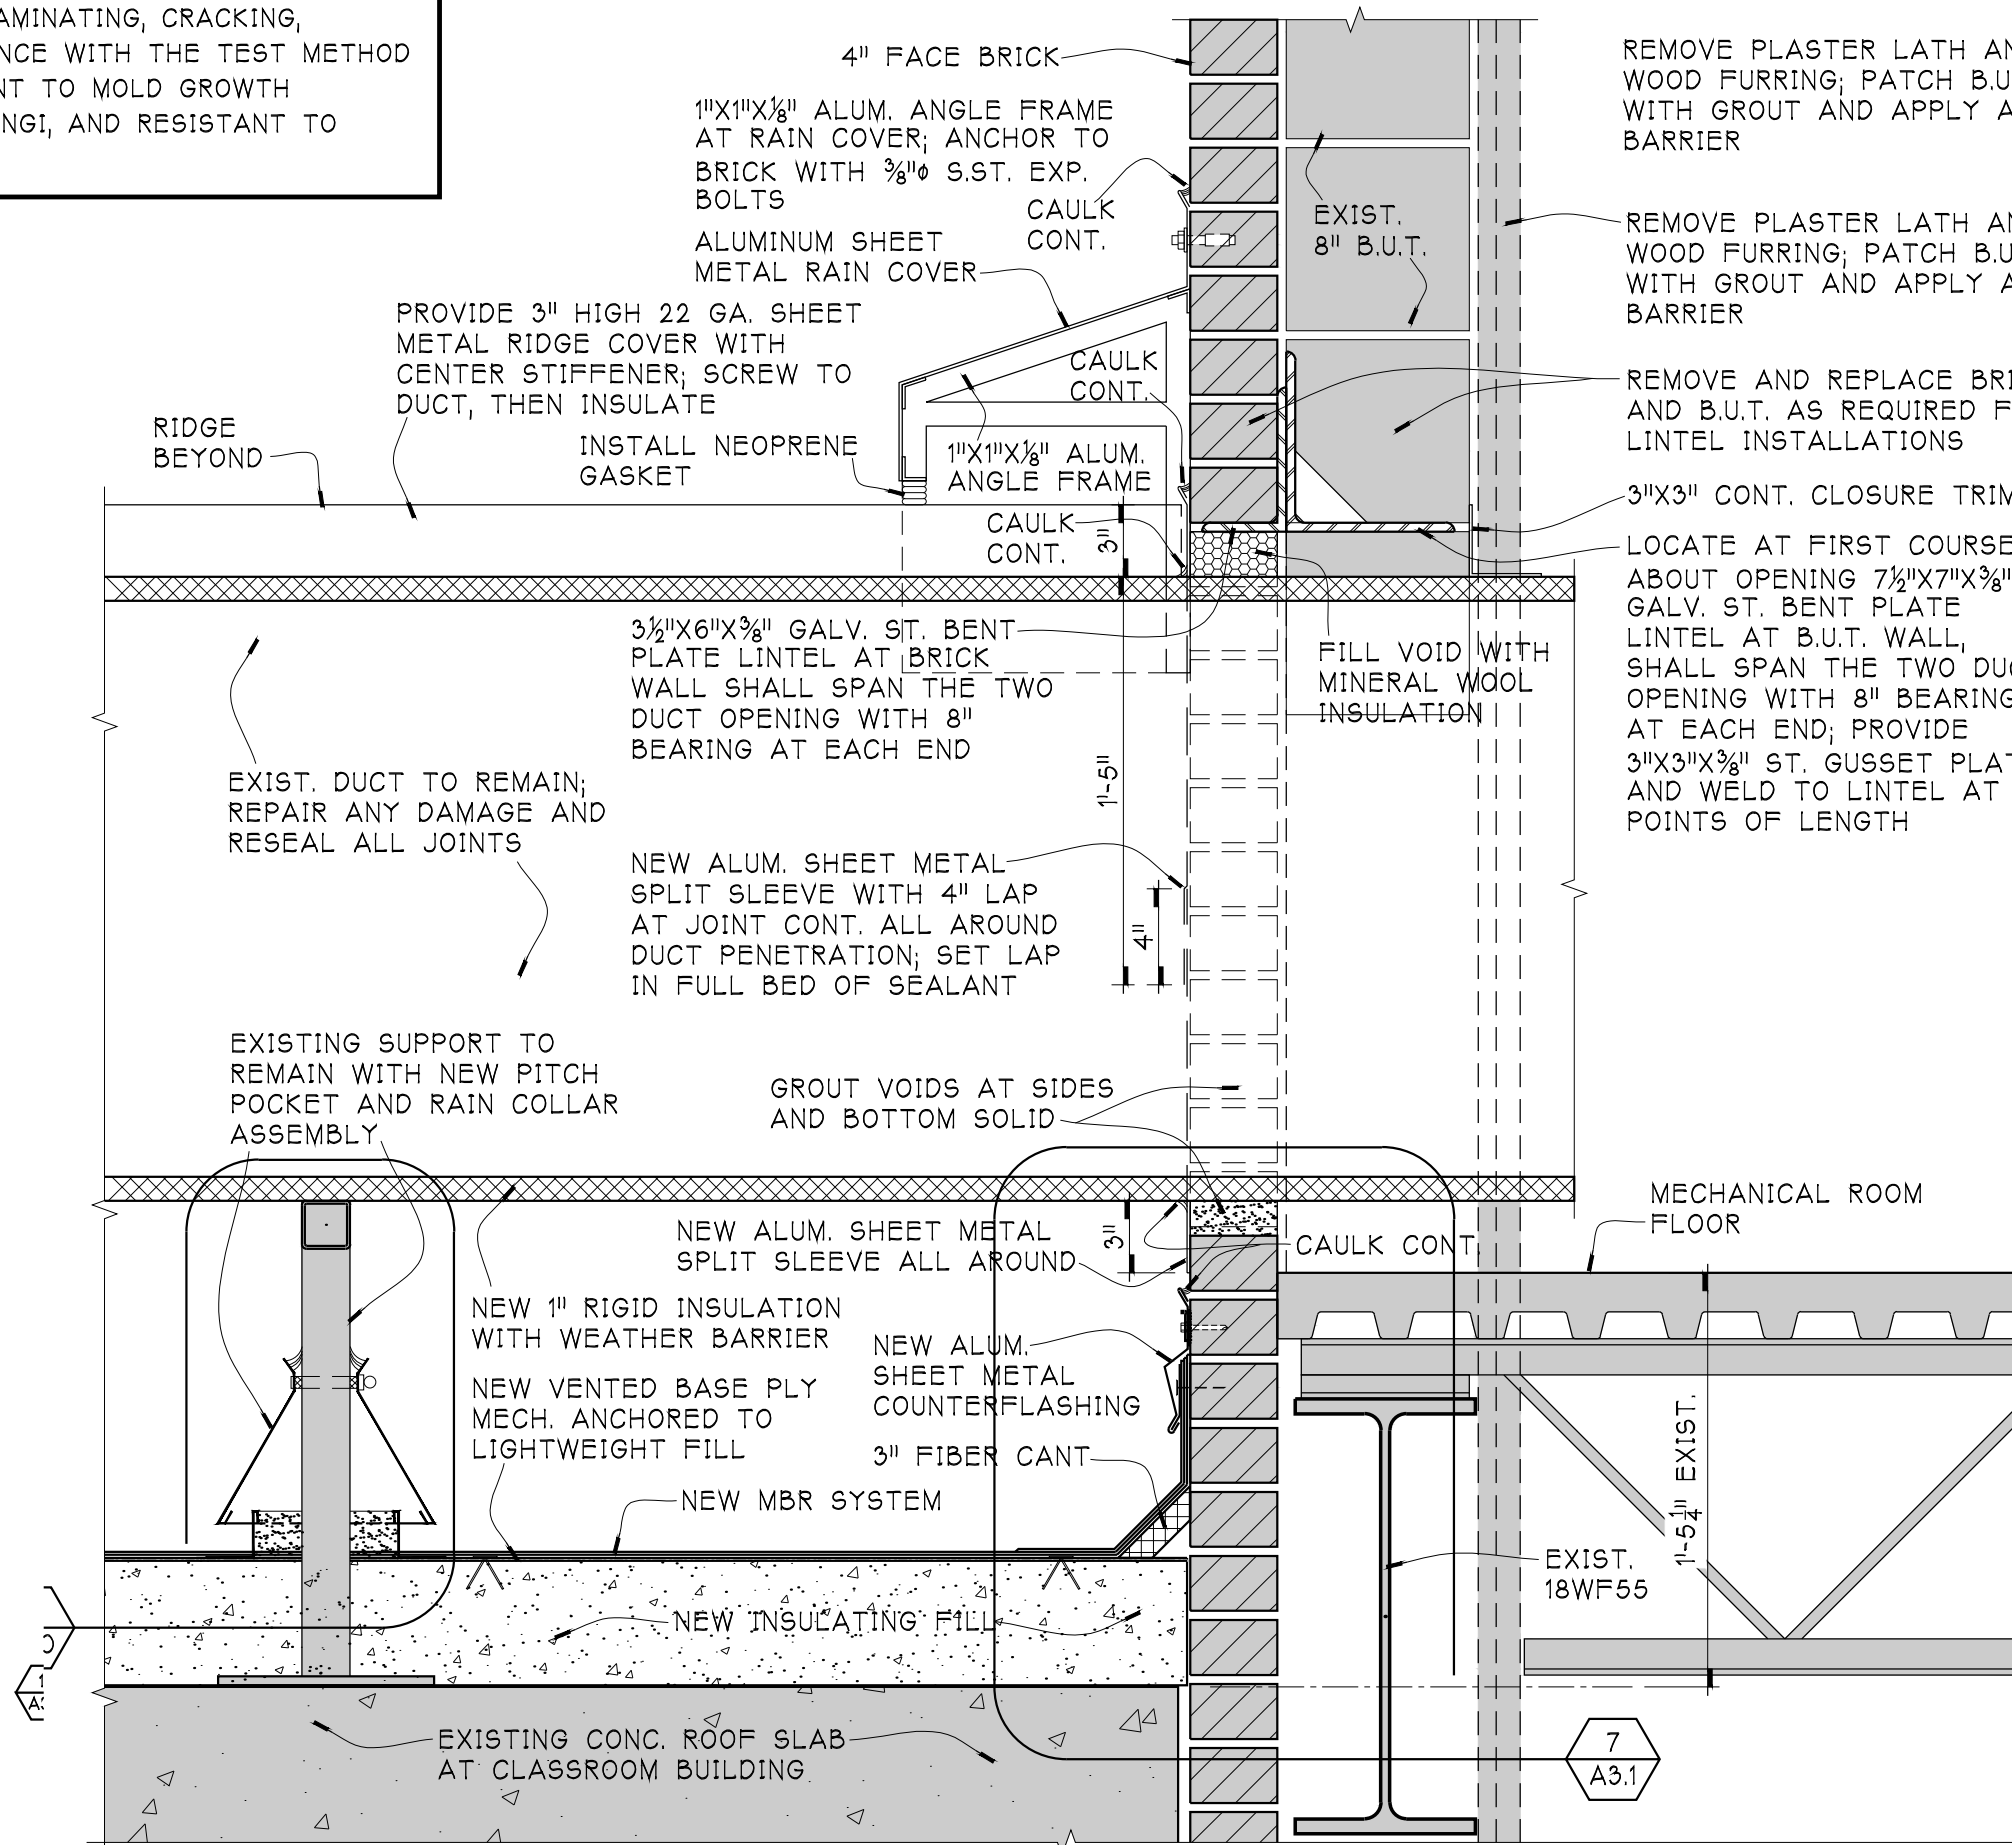 AMINATING, CRACKING,
NCE WITH THE TEST METHOD
NT TO MOLD GROWTH
NGI, AND RESISTANT TO
4" FACE BRICK
1"X1"X⅛" ALUM. ANGLE FRAME
AT RAIN COVER; ANCHOR TO
BRICK WITH ⅜"ø S.ST. EXP.
BOLTS
CAULK
CONT.
ALUMINUM SHEET
METAL RAIN COVER
PROVIDE 3" HIGH 22 GA. SHEET
METAL RIDGE COVER WITH
CENTER STIFFENER; SCREW TO
DUCT, THEN INSULATE
RIDGE
BEYOND
INSTALL NEOPRENE
GASKET
CAULK
CONT.
1"X1"X⅛" ALUM.
ANGLE FRAME
CAULK
CONT.
3"
EXIST.
8" B.U.T.
REMOVE PLASTER LATH AN
WOOD FURRING; PATCH B.U
WITH GROUT AND APPLY A
BARRIER
REMOVE PLASTER LATH AN
WOOD FURRING; PATCH B.U
WITH GROUT AND APPLY A
BARRIER
REMOVE AND REPLACE BRI
AND B.U.T. AS REQUIRED F
LINTEL INSTALLATIONS
3"X3" CONT. CLOSURE TRIM
LOCATE AT FIRST COURSE
ABOUT OPENING 7½"X7"X⅜"
GALV. ST. BENT PLATE
LINTEL AT B.U.T. WALL,
SHALL SPAN THE TWO DUC
OPENING WITH 8" BEARING
AT EACH END; PROVIDE
3"X3"X⅜" ST. GUSSET PLAT
AND WELD TO LINTEL AT
POINTS OF LENGTH
3½"X6"X⅜" GALV. ST. BENT
PLATE LINTEL AT BRICK
WALL SHALL SPAN THE TWO
DUCT OPENING WITH 8"
BEARING AT EACH END
FILL VOID WITH
MINERAL WOOL
INSULATION
1'-5"
EXIST. DUCT TO REMAIN;
REPAIR ANY DAMAGE AND
RESEAL ALL JOINTS
NEW ALUM. SHEET METAL
SPLIT SLEEVE WITH 4" LAP
AT JOINT CONT. ALL AROUND
DUCT PENETRATION; SET LAP
IN FULL BED OF SEALANT
4"
EXISTING SUPPORT TO
REMAIN WITH NEW PITCH
POCKET AND RAIN COLLAR
ASSEMBLY
GROUT VOIDS AT SIDES
AND BOTTOM SOLID
MECHANICAL ROOM
FLOOR
NEW ALUM. SHEET METAL
SPLIT SLEEVE ALL AROUND
3"
CAULK CONT.
NEW 1" RIGID INSULATION
WITH WEATHER BARRIER
NEW ALUM.
SHEET METAL
COUNTERFLASHING
NEW VENTED BASE PLY
MECH. ANCHORED TO
LIGHTWEIGHT FILL
3" FIBER CANT
NEW MBR SYSTEM
1'-5¼" EXIST.
EXIST.
18WF55
NEW INSULATING FILL
EXISTING CONC. ROOF SLAB
AT CLASSROOM BUILDING
7
A3.1